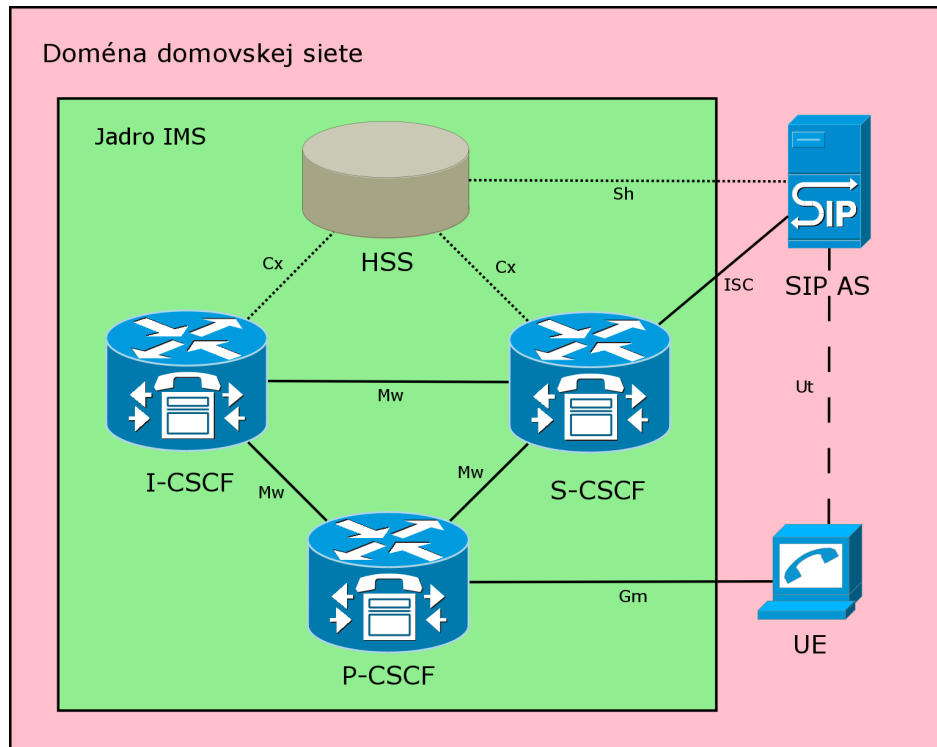 Doména domovskej siete
Jadro IMS
HSS
Sh
Cx
Cx
ISC
SIP
SIP AS
I-CSCF
Mw
S-CSCF
Ut
Mw
Mw
P-CSCF
Gm
UE